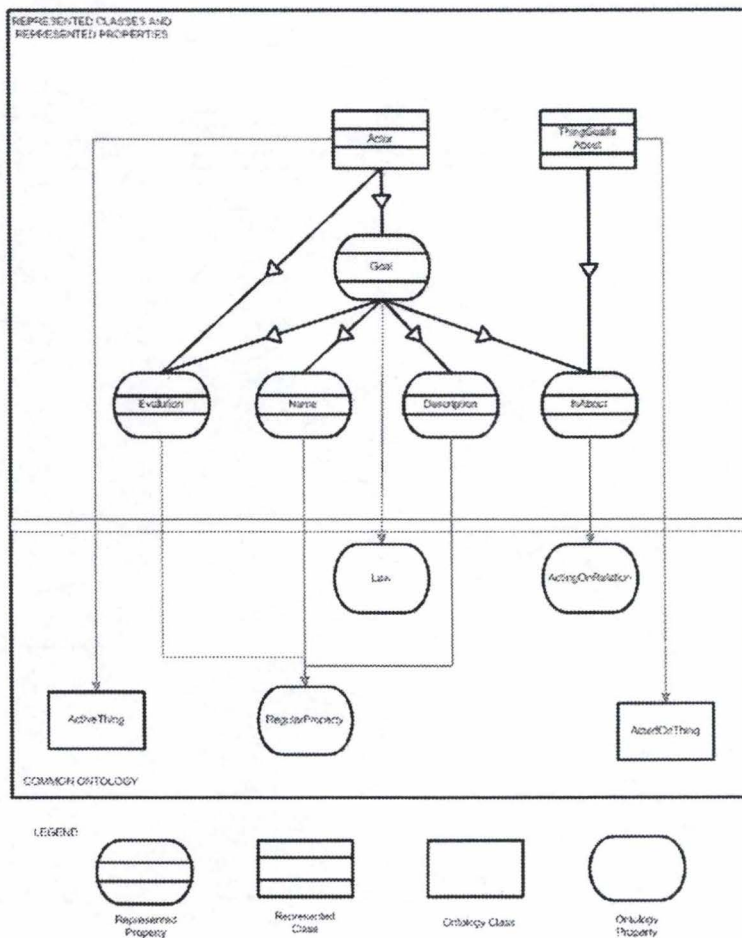 REPRESENTED CLASSES AND
REPRESENTED PROPERTIES
Actor
ThingGoalIs
About
Goal
Evalution
Name
Description
IsAbout
Law
ActingOnRelation
ActiveThing
RegularProperty
ActedOnThing
COMMON ONTOLOGY
LEGEND
Represented
Property
Represented
Class
Ontology Class
Ontology
Property